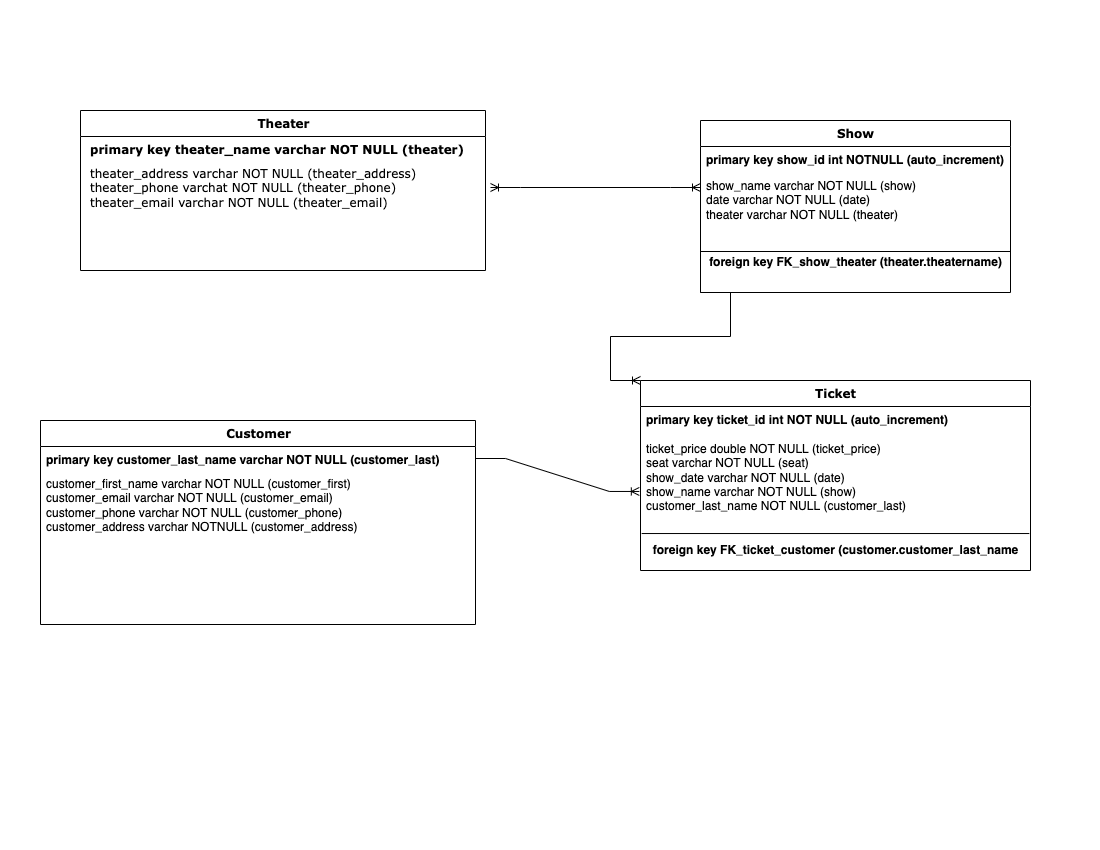 Theater
primary key theater_name varchar NOT NULL (theater)
theater_address varchar NOT NULL (theater_address)
theater_phone varchat NOT NULL (theater_phone)
theater_email varchar NOT NULL (theater_email)
Show
primary key show_id int NOTNULL (auto_increment)
show_name varchar NOT NULL (show)
date varchar NOT NULL (date)
theater varchar NOT NULL (theater)
foreign key FK_show_theater (theater.theatername)
Customer
primary key customer_last_name varchar NOT NULL (customer_last)
customer_first_name varchar NOT NULL (customer_first)
customer_email varchar NOT NULL (customer_email)
customer_phone varchar NOT NULL (customer_phone)
customer_address varchar NOTNULL (customer_address)
Ticket
primary key ticket_id int NOT NULL (auto_increment)
ticket_price double NOT NULL (ticket_price)
seat varchar NOT NULL (seat)
show_date varchar NOT NULL (date)
show_name varchar NOT NULL (show)
customer_last_name NOT NULL (customer_last)
foreign key FK_ticket_customer (customer.customer_last_name